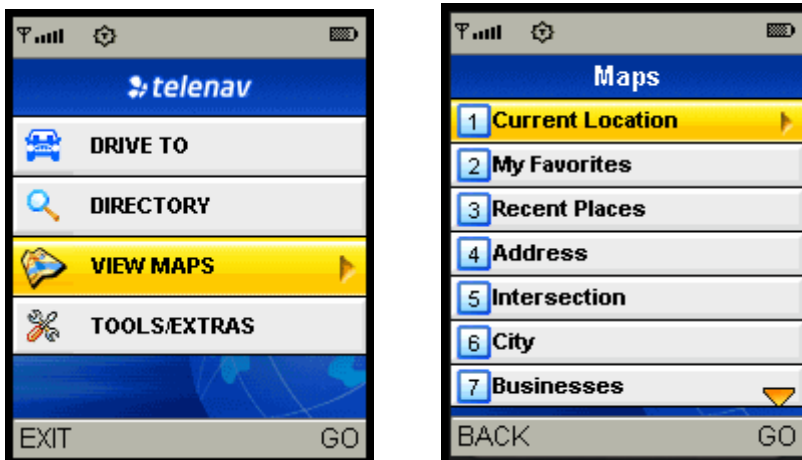 telenav
DRIVE TO
DIRECTORY
VIEW MAPS
TOOLS/EXTRAS
EXIT GO
Maps
1 Current Location
2 My Favorites
3 Recent Places
4 Address
5 Intersection
6 City
7 Businesses
BACK GO